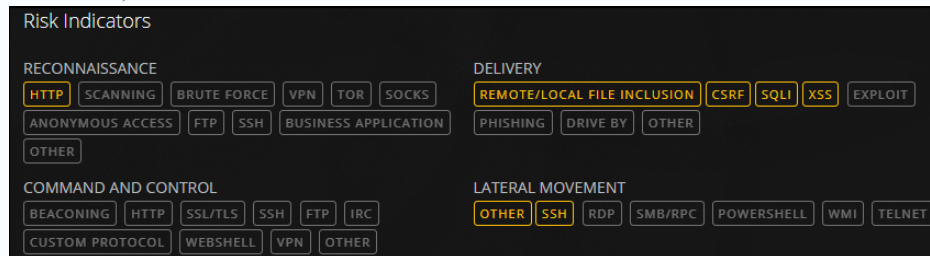 Risk Indicators
RECONNAISSANCE
HTTP SCANNING BRUTE FORCE VPN TOR SOCKS
ANONYMOUS ACCESS FTP SSH BUSINESS APPLICATION
OTHER
DELIVERY
REMOTE/LOCAL FILE INCLUSION CSRF SQLI XSS EXPLOIT
PHISHING DRIVE BY OTHER
COMMAND AND CONTROL
BEACONING HTTP SSL/TLS SSH FTP IRC
CUSTOM PROTOCOL WEBSHELL VPN OTHER
LATERAL MOVEMENT
OTHER SSH RDP SMB/RPC POWERSHELL WMI TELNET